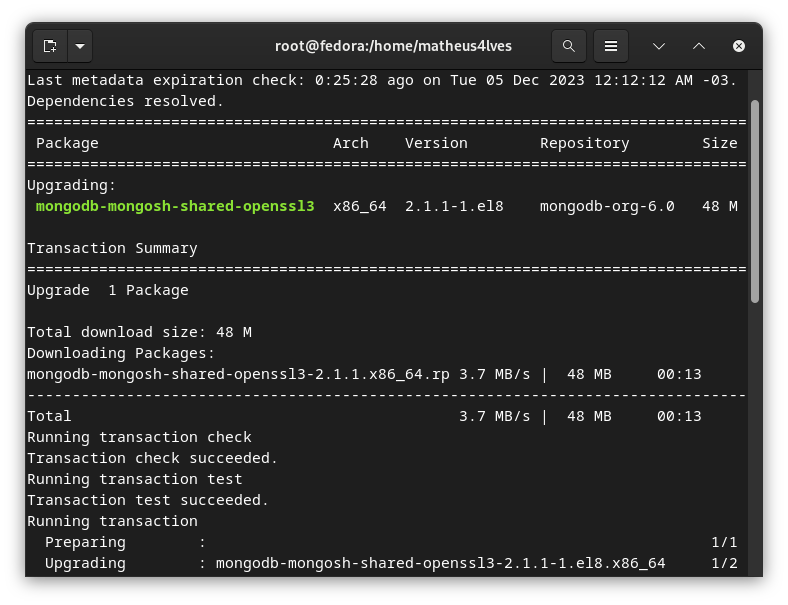 root@fedora:/home/matheus4lves
Last metadata expiration check: 0:25:28 ago on Tue 05 Dec 2023 12:12:12 AM -03.
Dependencies resolved.
================================================================================
 Package                          Arch    Version        Repository        Size
================================================================================
Upgrading:
 mongodb-mongosh-shared-openssl3  x86_64  2.1.1-1.el8    mongodb-org-6.0   48 M
Transaction Summary
================================================================================
Upgrade  1 Package
Total download size: 48 M
Downloading Packages:
mongodb-mongosh-shared-openssl3-2.1.1.x86_64.rp 3.7 MB/s |  48 MB     00:13
--------------------------------------------------------------------------------
Total                                           3.7 MB/s |  48 MB     00:13
Running transaction check
Transaction check succeeded.
Running transaction test
Transaction test succeeded.
Running transaction
  Preparing        :                                                        1/1
  Upgrading        : mongodb-mongosh-shared-openssl3-2.1.1-1.el8.x86_64     1/2